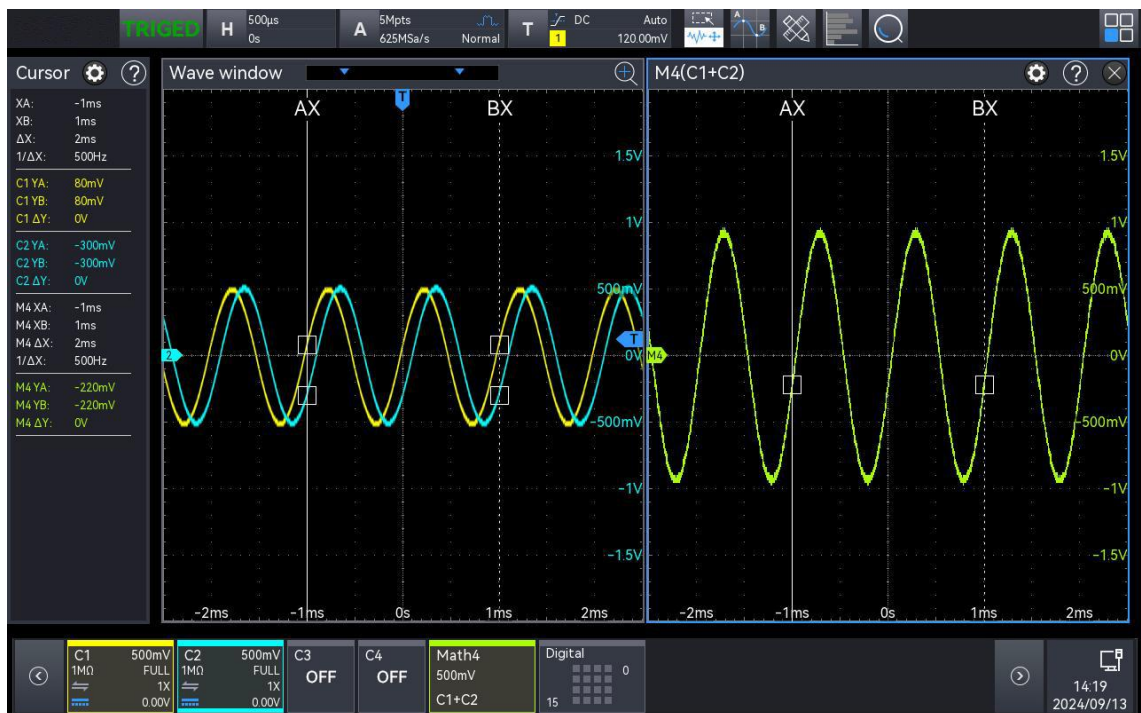 TRIGED
H 500μs
0s
A 5Mpts
625MSa/s Normal
T DC Auto
1 120.00mV
A
B
Cursor ?
XA: -1ms
XB: 1ms
ΔX: 2ms
1/ΔX: 500Hz
C1 YA: 80mV
C1 YB: 80mV
C1 ΔY: 0V
C2 YA: -300mV
C2 YB: -300mV
C2 ΔY: 0V
M4 XA: -1ms
M4 XB: 1ms
M4 ΔX: 2ms
1/ΔX: 500Hz
M4 YA: -220mV
M4 YB: -220mV
M4 ΔY: 0V
Wave window
T
AX BX
1.5V
1V
500mV
T
2 0V
-500mV
-1V
-1.5V
-2ms -1ms 0s 1ms 2ms
M4(C1+C2) ?
AX BX
1.5V
1V
500mV
M4 0V
-500mV
-1V
-1.5V
-2ms -1ms 0s 1ms 2ms
C1 500mV
1MΩ FULL
1X
0.00V
C2 500mV
1MΩ FULL
1X
0.00V
C3
OFF
C4
OFF
Math4
500mV
C1+C2
Digital
0
15
14:19
2024/09/13